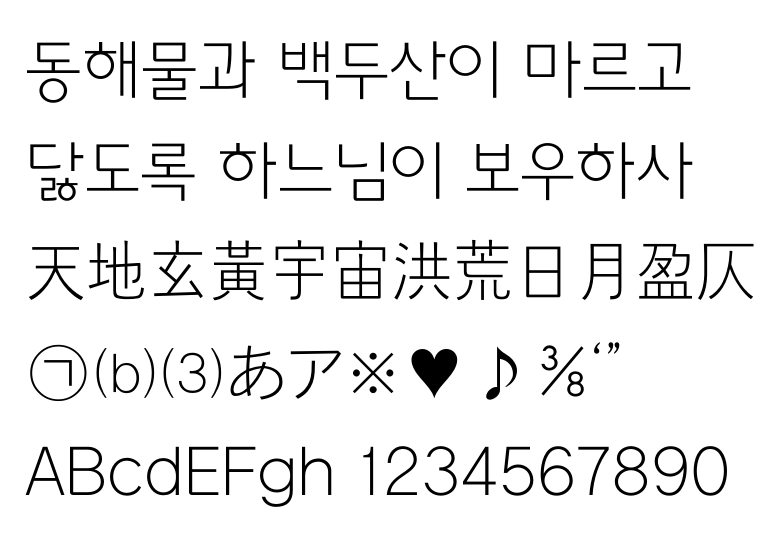 동해물과 백두산이 마르고
닳도록 하느님이 보우하사
天地玄黃宇宙洪荒日月盈仄
㉠⒝⑶あア※♥♪⅜‘”
ABcdEFgh 1234567890